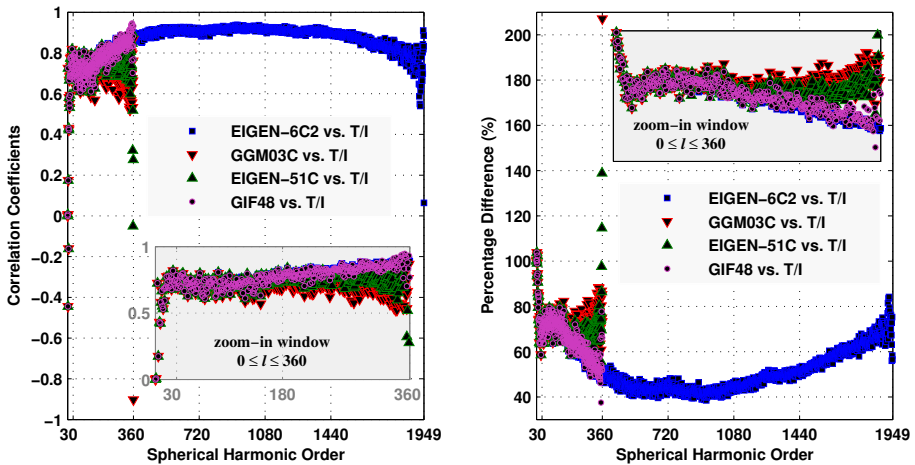 1
0.8
0.6
0.4
0.2
0
−0.2
−0.4
−0.6
−0.8
−1
Correlation Coefficients
EIGEN−6C2 vs. T/I
GGM03C vs. T/I
EIGEN−51C vs. T/I
GIF48 vs. T/I
1
0.5
0
zoom−in window
0 ≤ l ≤ 360
30
180
360
30
360
720
1080
1440
1949
Spherical Harmonic Order
200
180
160
140
120
100
80
60
40
Percentage Difference (%)
zoom−in window
0 ≤ l ≤ 360
EIGEN−6C2 vs. T/I
GGM03C vs. T/I
EIGEN−51C vs. T/I
GIF48 vs. T/I
30
360
720
1080
1440
1949
Spherical Harmonic Order